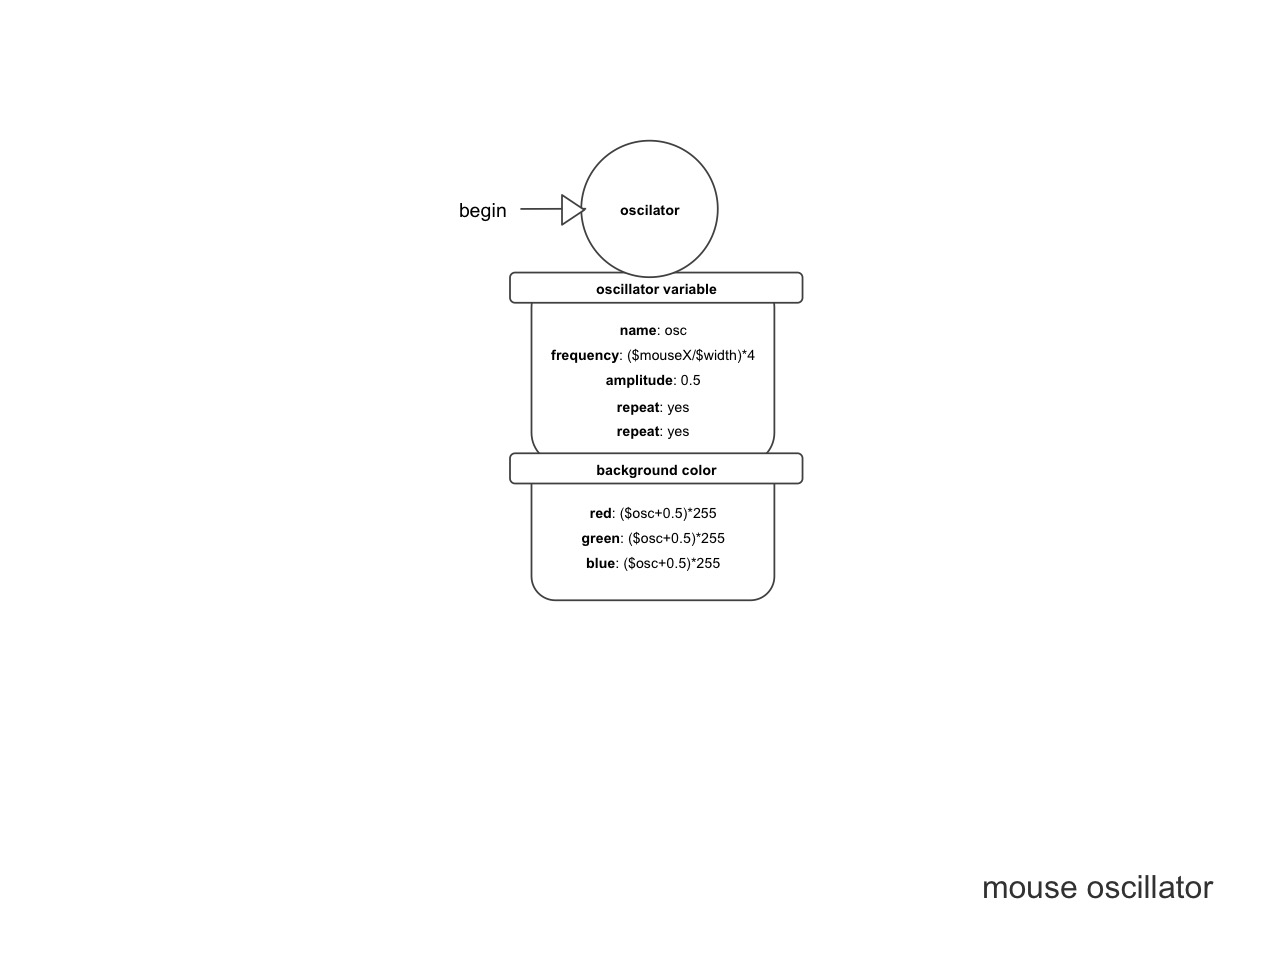 begin
oscilator
oscillator variable
name: osc
frequency: ($mouseX/$width)*4
amplitude: 0.5
repeat: yes
repeat: yes
background color
red: ($osc+0.5)*255
green: ($osc+0.5)*255
blue: ($osc+0.5)*255
mouse oscillator